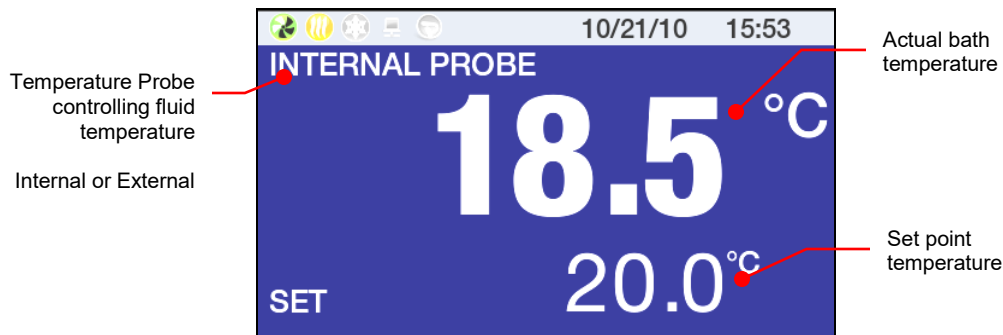 10/21/10 15:53
INTERNAL PROBE
18.5 °C
SET 20.0 °C
Temperature Probe
controlling fluid
temperature
Internal or External
Actual bath
temperature
Set point
temperature